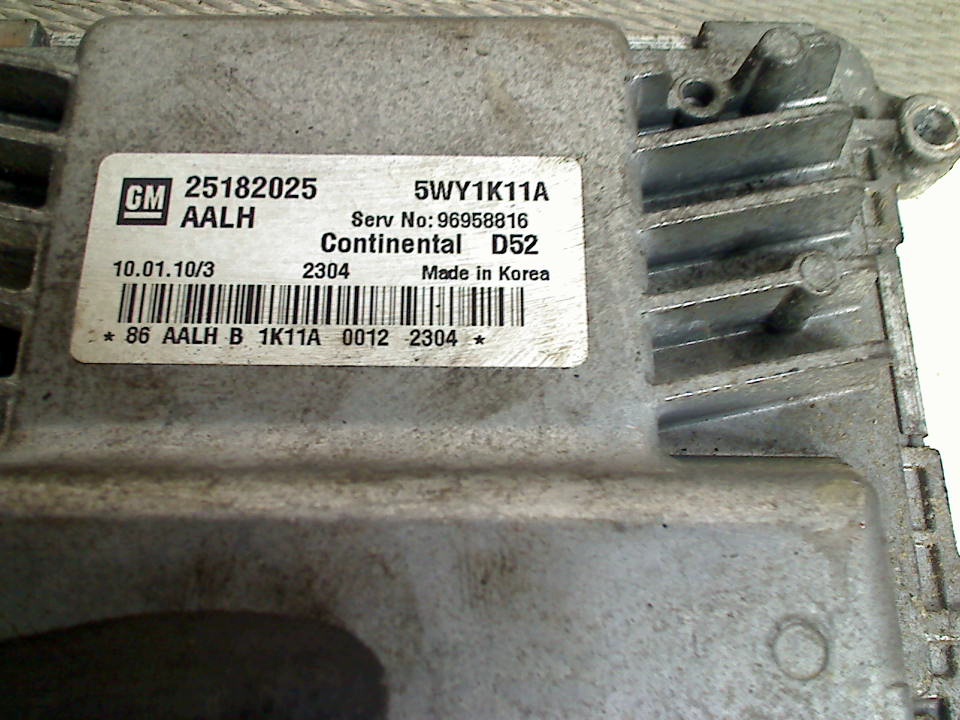 GM 25182025 5WY1K11A
AALH Serv No: 96958816
Continental D52
10.01.10/3 2304 Made in Korea
* 86 AALH B 1K11A 0012 2304 *